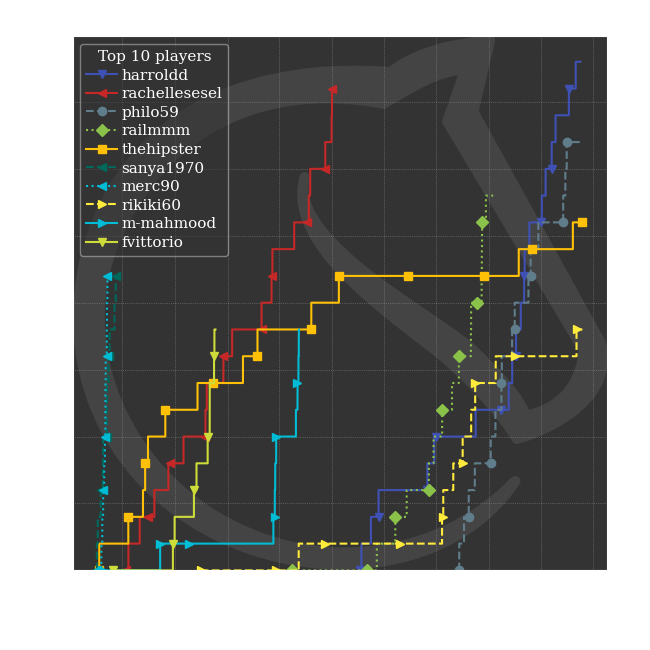 Top 10 players
harroldd
rachellesesel
philo59
railmmm
thehipster
sanya1970
merc90
rikiki60
m-mahmood
fvittorio